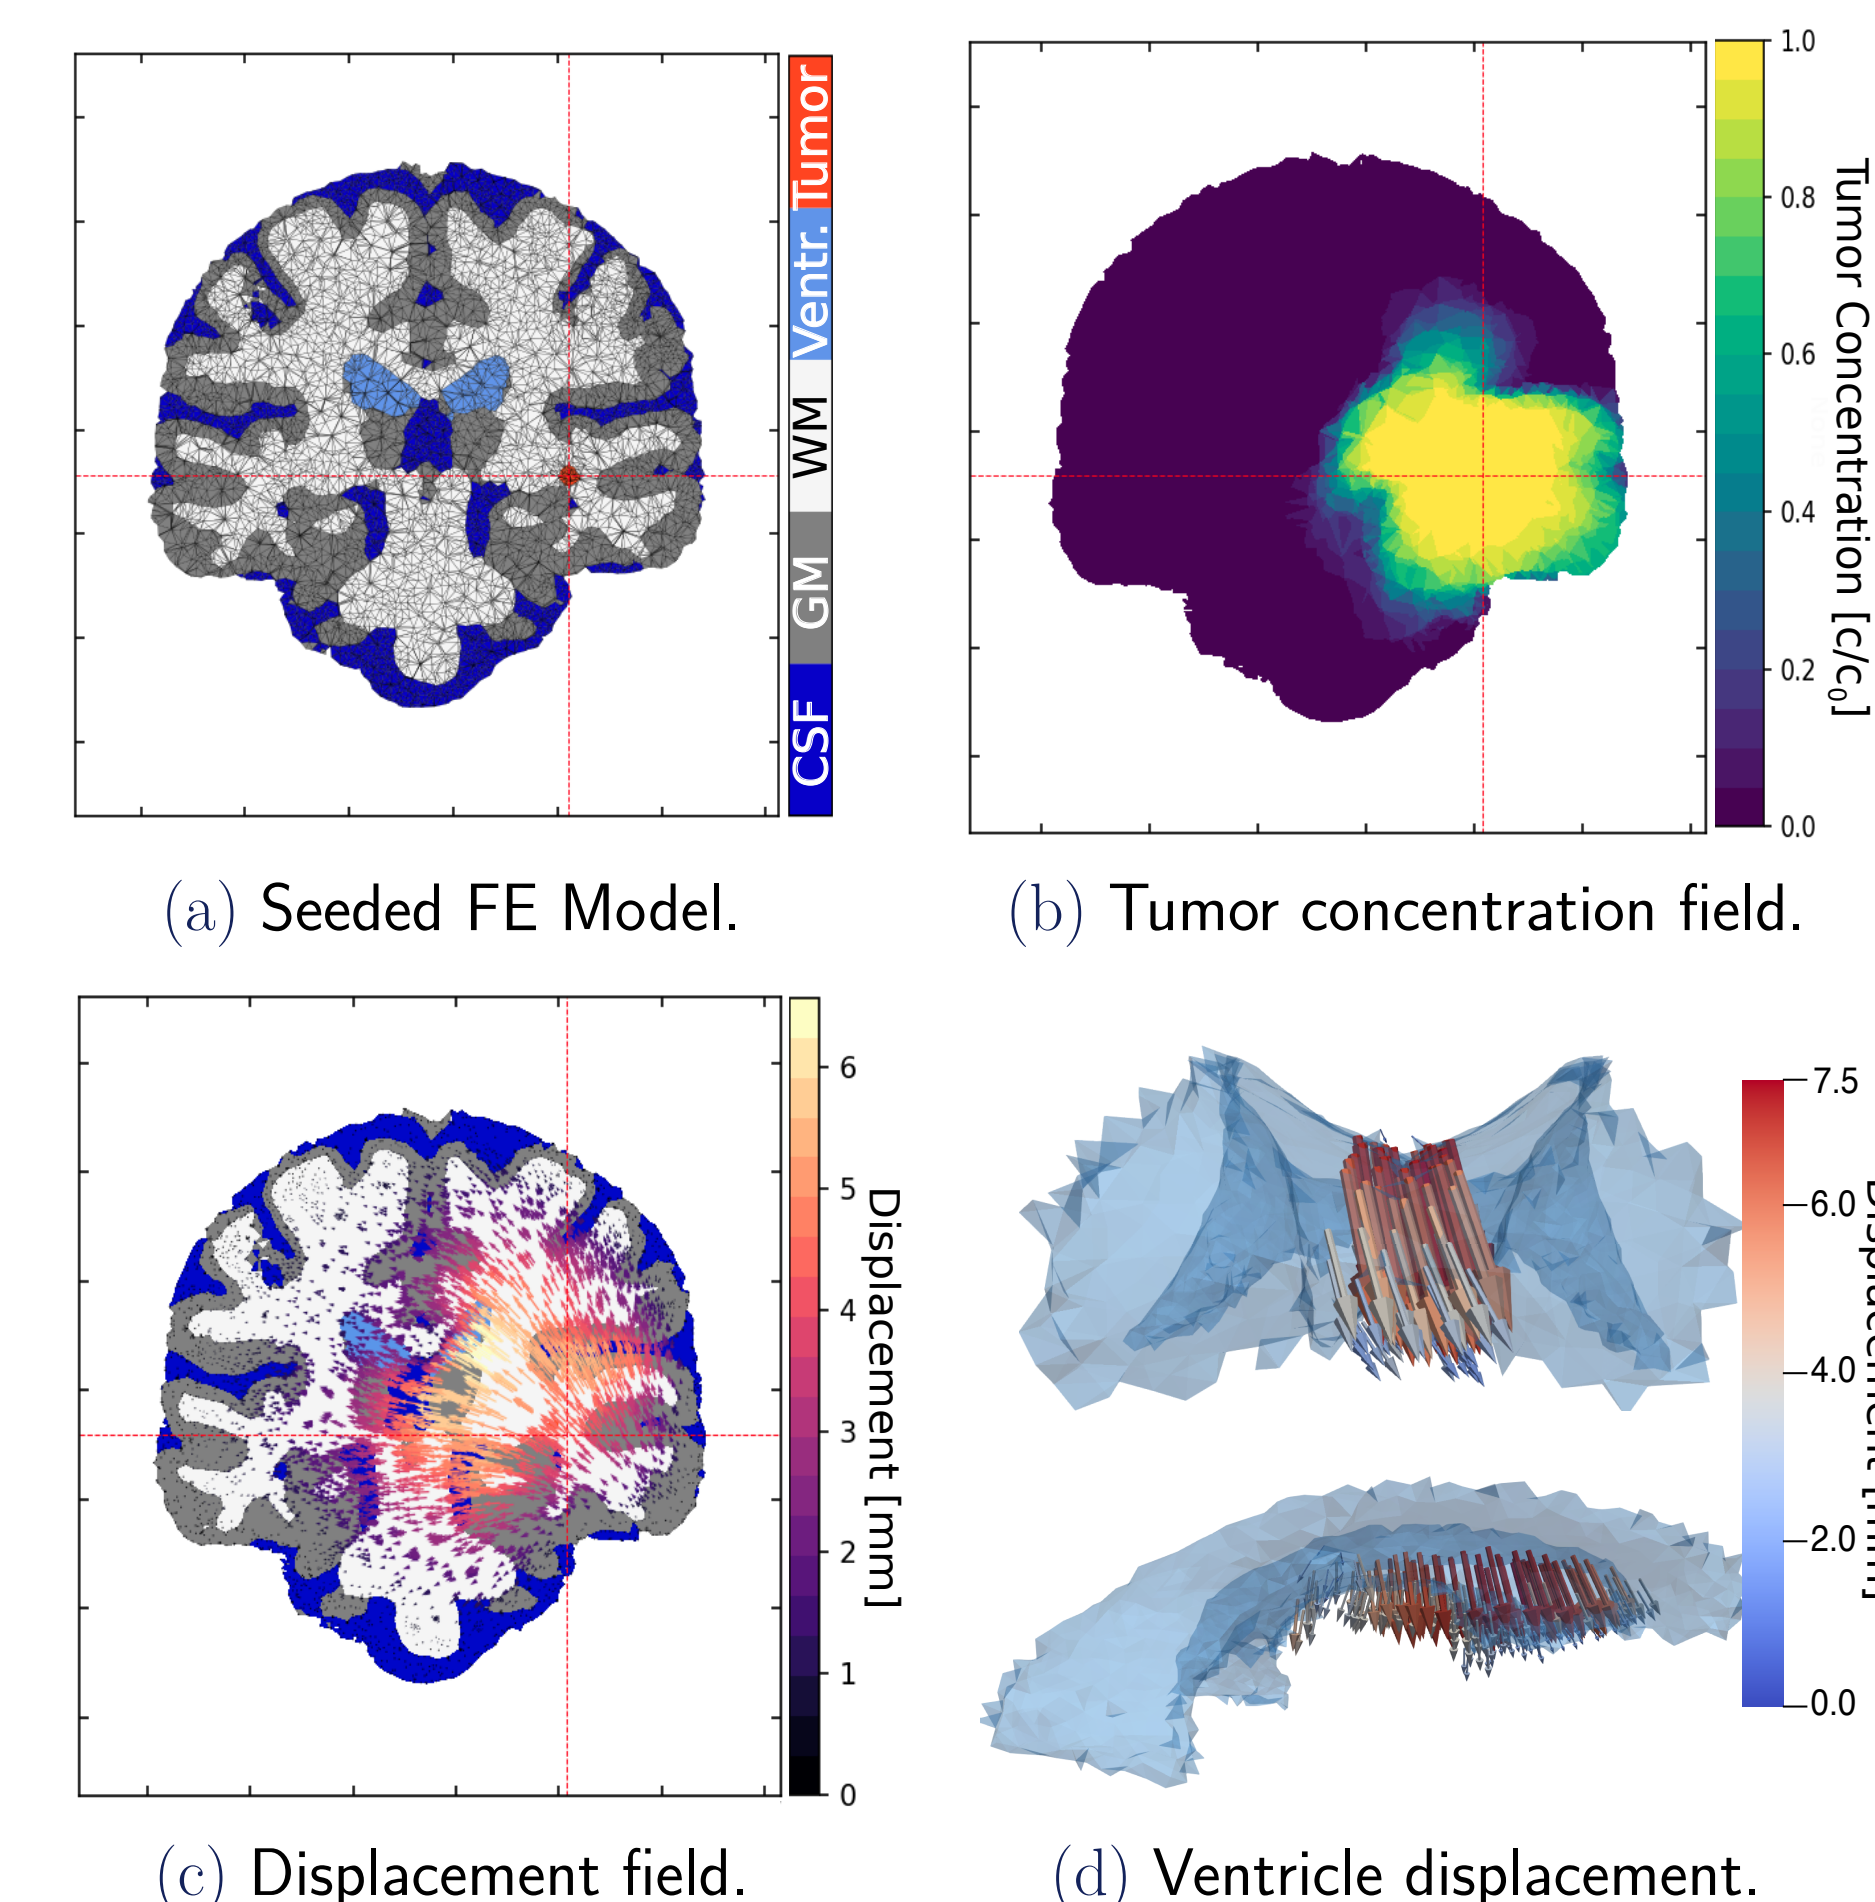 Tumor
Ventr.
WM
GM
CSF
1.0
0.8
0.6
0.4
0.2
0.0
Tumor Concentration [c/c₀]
(a) Seeded FE Model.
(b) Tumor concentration field.
6
5
4
3
2
1
0
Displacement [mm]
7.5
6.0
4.0
2.0
0.0
Displacement [mm]
(c) Displacement field.
(d) Ventricle displacement.